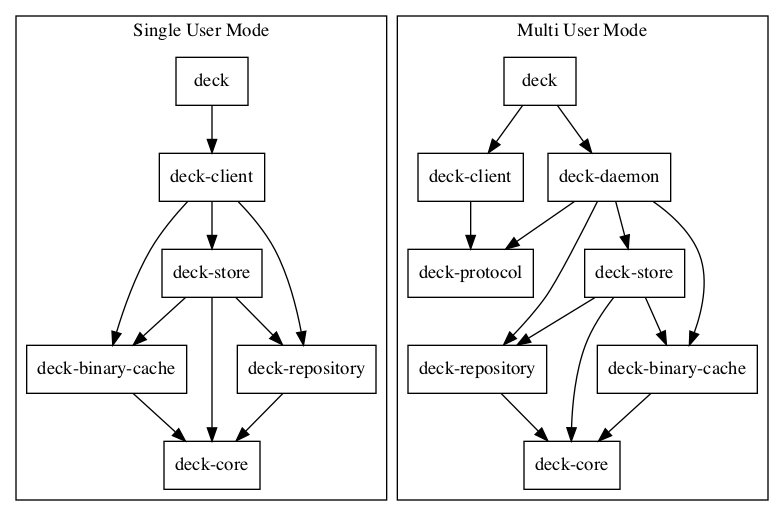 Single User Mode
deck
deck-client
deck-store
deck-binary-cache
deck-repository
deck-core
Multi User Mode
deck
deck-client
deck-daemon
deck-protocol
deck-store
deck-repository
deck-binary-cache
deck-core